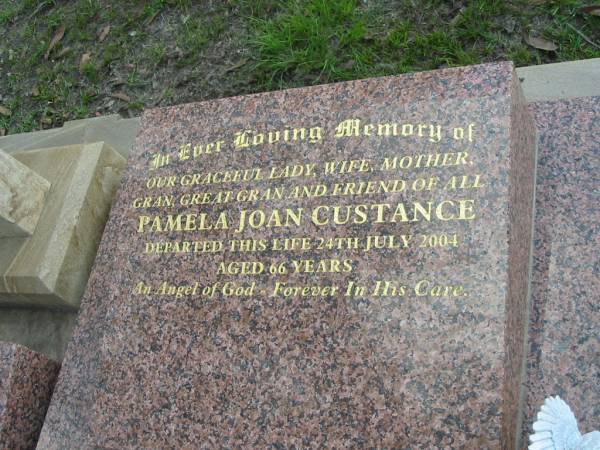 In Ever Loving Memory of
OUR GRACEFUL LADY, WIFE, MOTHER,
GRAN, GREAT GRAN AND FRIEND OF ALL
PAMELA JOAN CUSTANCE
DEPARTED THIS LIFE 24TH JULY 2004
AGED 66 YEARS
An Angel of God - Forever In His Care.